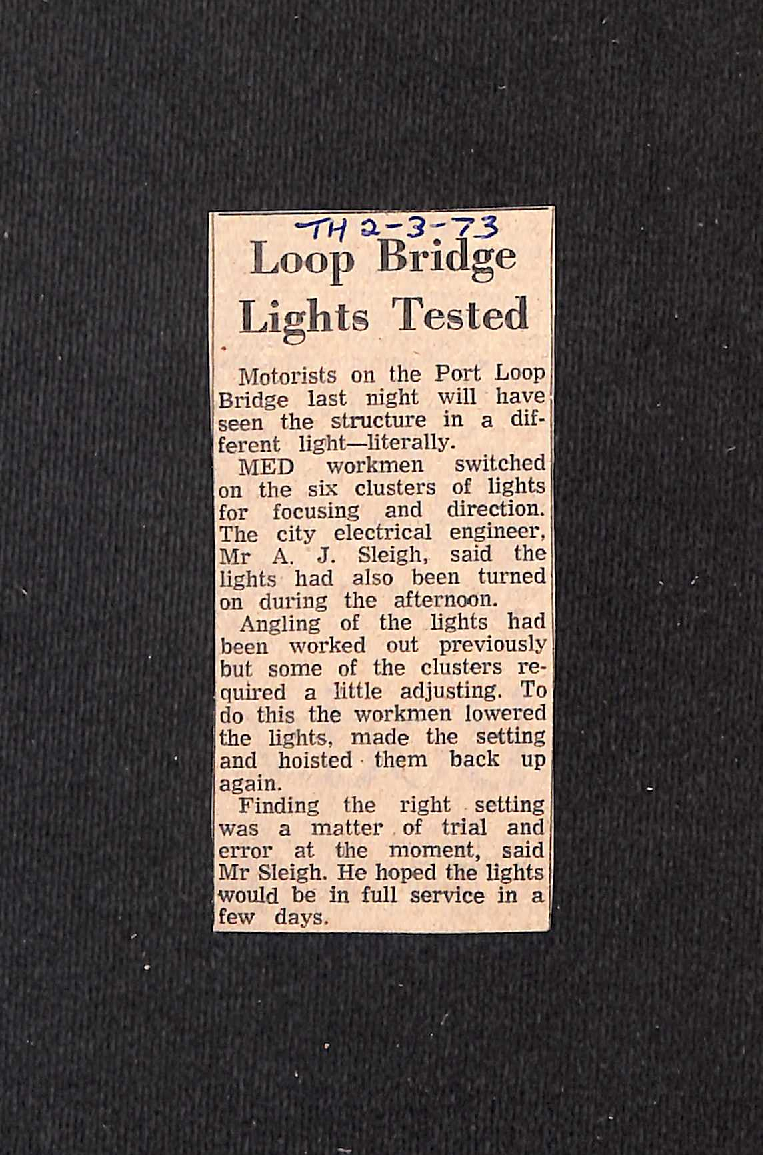 TH 2-3-73
Loop Bridge
Lights Tested
Motorists on the Port Loop
Bridge last night will have
seen the structure in a dif-
ferent light—literally.
MED workmen switched
on the six clusters of lights
for focusing and direction.
The city electrical engineer,
Mr A. J. Sleigh, said the
lights had also been turned
on during the afternoon.
Angling of the lights had
been worked out previously
but some of the clusters re-
quired a little adjusting. To
do this the workmen lowered
the lights, made the setting
and hoisted them back up
again.
Finding the right setting
was a matter of trial and
error at the moment, said
Mr Sleigh. He hoped the lights
would be in full service in a
few days.